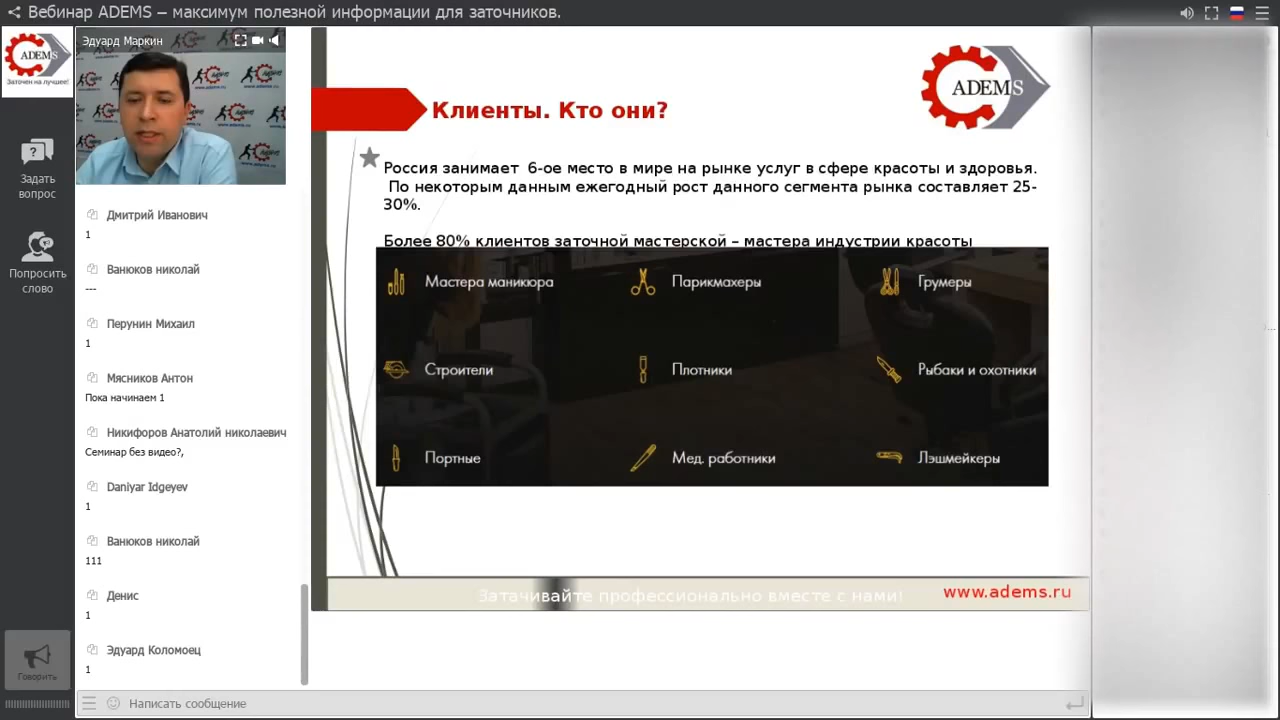 Вебинар ADEMS – максимум полезной информации для заточников.
ADEMS
Заточен на лучшее!
Эдуард Маркин
Задать
вопрос
Попросить
слово
Дмитрий Иванович
1
Ванюков николай
---
Перунин Михаил
1
Мясников Антон
Пока начинаем 1
Никифоров Анатолий николаевич
Семинар без видео?,
Daniyar Idgeyev
1
Ванюков николай
111
Денис
1
Эдуард Коломоец
1
Говорить
Написать сообщение
Клиенты. Кто они?
ADEMS
Россия занимает 6-ое место в мире на рынке услуг в сфере красоты и здоровья.
По некоторым данным ежегодный рост данного сегмента рынка составляет 25-
30%.
Более 80% клиентов заточной мастерской – мастера индустрии красоты
Мастера маникюра
Парикмахеры
Грумеры
Строители
Плотники
Рыбаки и охотники
Портные
Мед. работники
Лэшмейкеры
Затачивайте профессионально вместе с нами!
www.adems.ru